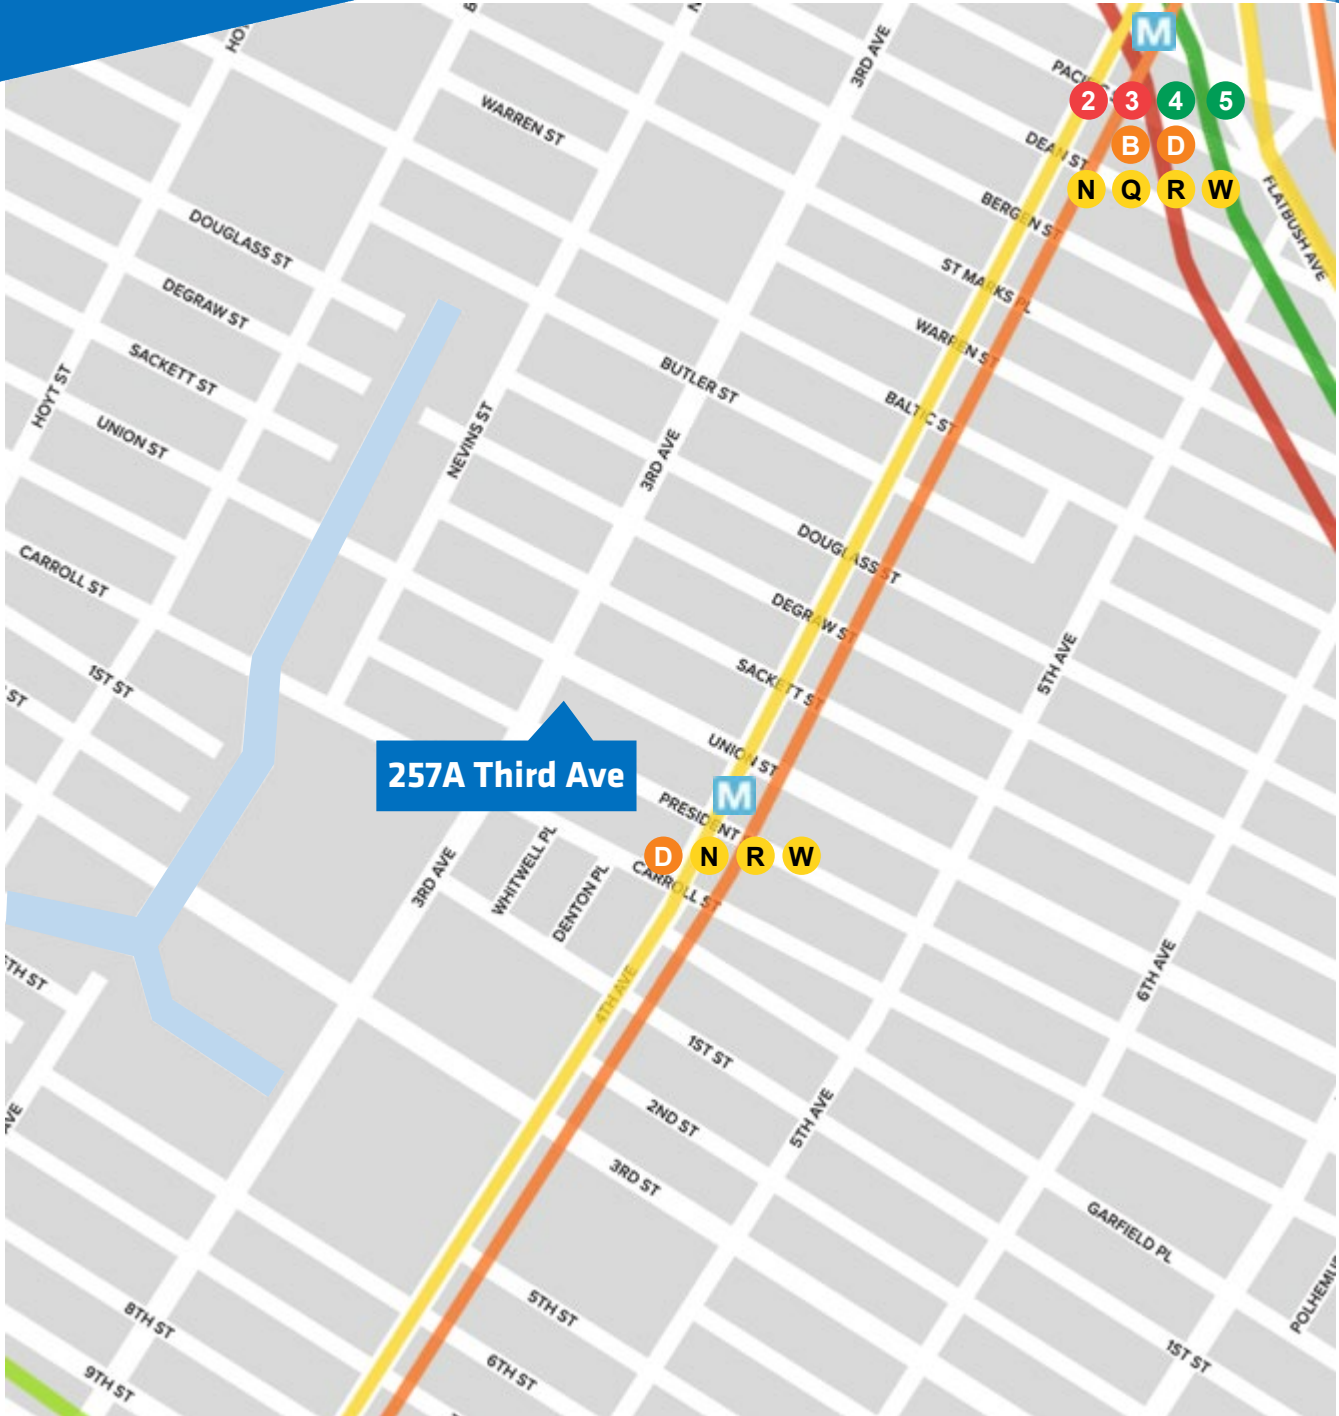 3RD AVE
WARREN ST
2 3 4 5
DEAN ST
B D
N Q R W
BERGEN ST
FLATBUSH AVE
DOUGLASS ST
ST MARKS PL
DEGRAW ST
WARREN ST
SACKETT ST
BUTLER ST
HOYT ST
BALTIC ST
UNION ST
NEVINS ST
3RD AVE
DOUGLASS ST
CARROLL ST
DEGRAW ST
5TH AVE
SACKETT ST
1ST ST
ST
UNION ST
257A Third Ave
M
PRESIDENT
D N R W
WHITWELL PL
CARROLL ST
3RD AVE
DENTON PL
6TH AVE
4TH AVE
1ST ST
2ND ST
5TH AVE
3RD ST
GARFIELD PL
5TH ST
8TH ST
1ST ST
6TH ST
9TH ST
M